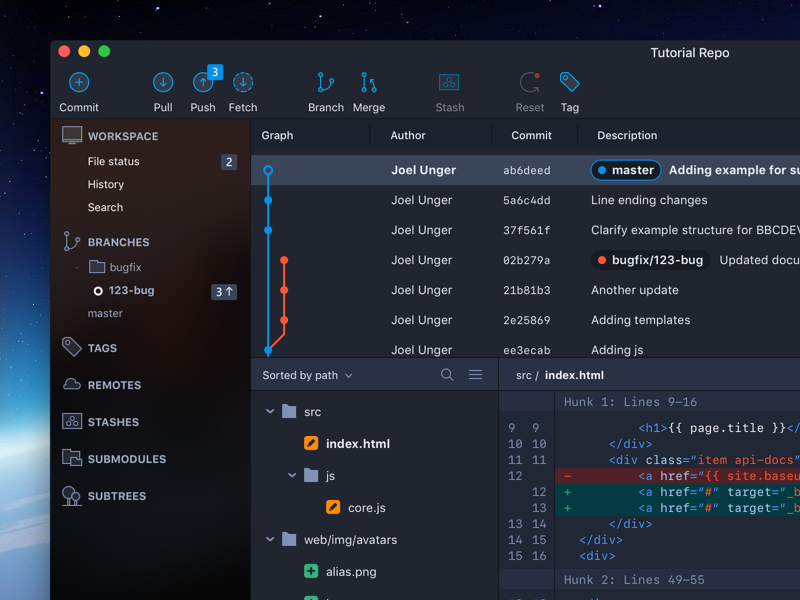 Tutorial Repo
Commit
Pull
3
Push
Fetch
Branch
Merge
Stash
Reset
Tag
WORKSPACE
File status 2
History
Search
BRANCHES
bugfix
123-bug 3↑
master
TAGS
REMOTES
STASHES
SUBMODULES
SUBTREES
Graph Author Commit Description
Joel Unger ab6deed master Adding example for
Joel Unger 5a6c4dd Line ending changes
Joel Unger 37f561f Clarify example structure for BBCDEV
Joel Unger 02b279a bugfix/123-bug Updated docu
Joel Unger 21b81b3 Another update
Joel Unger 2e25869 Adding templates
Joel Unger ee3ecab Adding js
Sorted by path
src
index.html
js
core.js
web/img/avatars
alias.png
src / index.html
Hunk 1: Lines 9–16
9 9 <h1>{{ page.title }}</
10 10 </div>
11 11 <div class="item api-docs"
12 - <a href="{{ site.baseu
12 + <a href="#" target="_b
13 + <a href="#" target="_b
13 14 </div>
14 15 </div>
15 16 <div>
Hunk 2: Lines 49–55